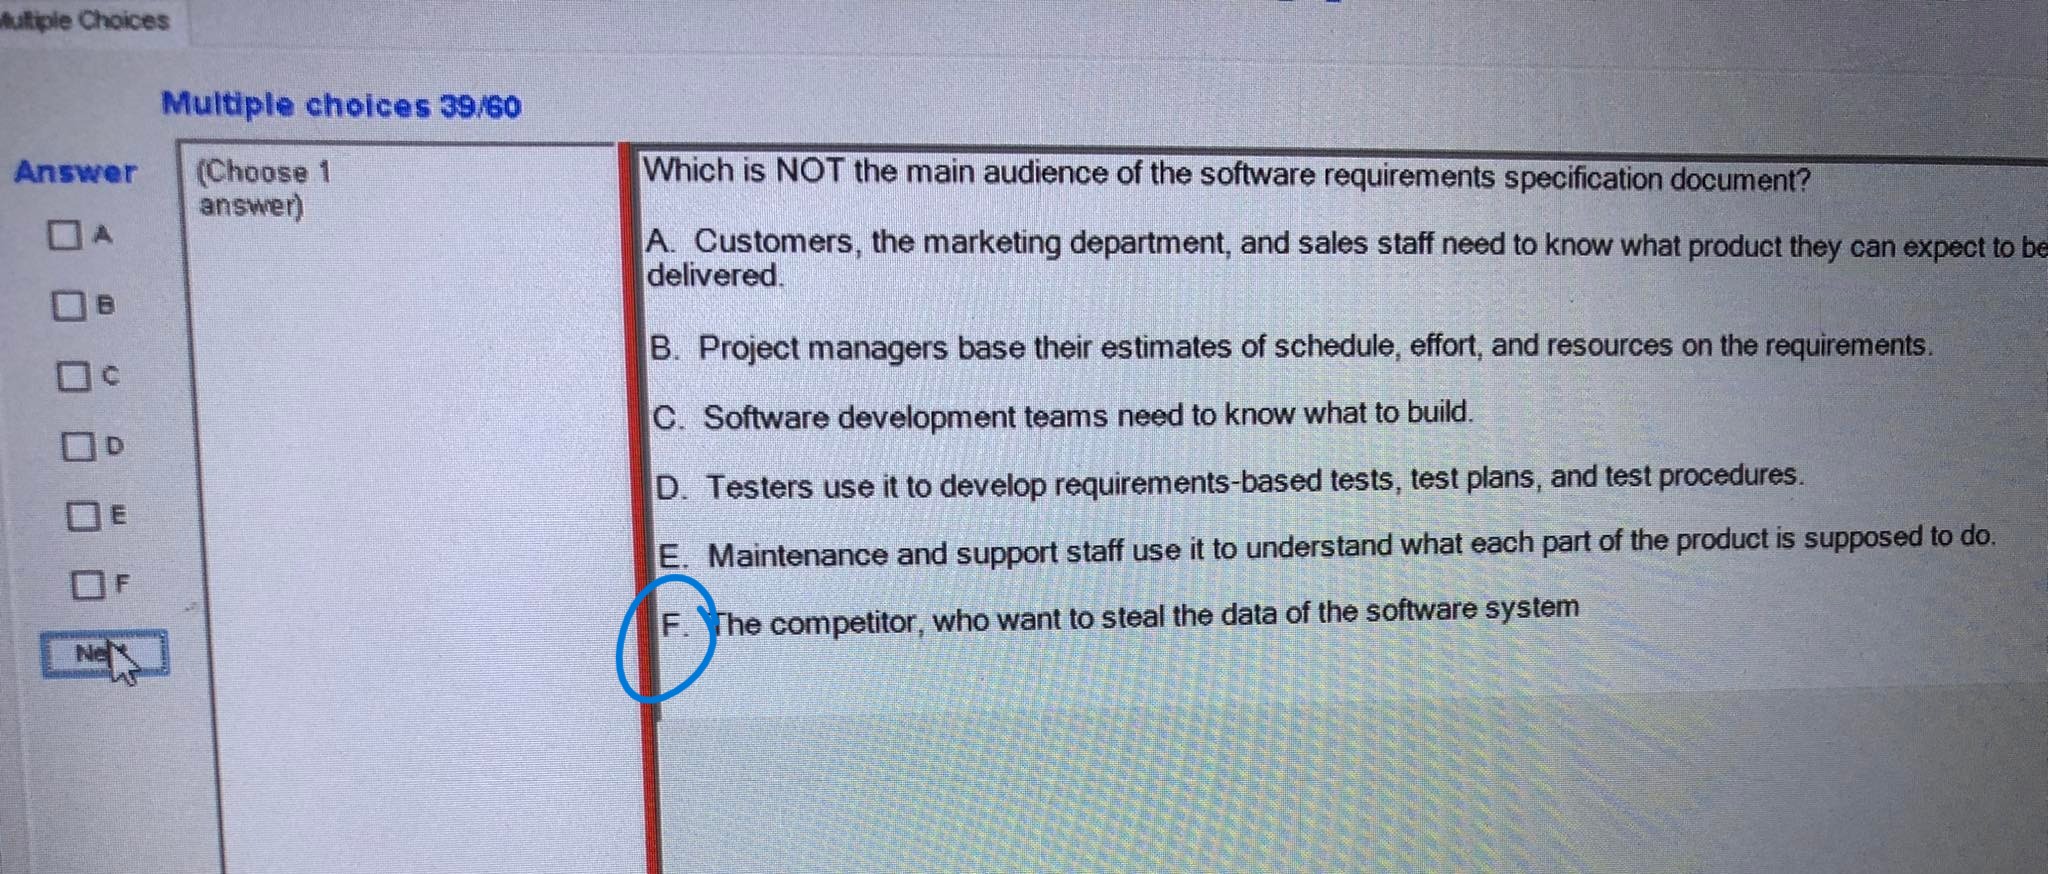 Multiple Choices
Multiple choices 39/60
Answer
(Choose 1
answer)
A
B
C
D
E
F
Which is NOT the main audience of the software requirements specification document?
A. Customers, the marketing department, and sales staff need to know what product they can expect to be
delivered.
B. Project managers base their estimates of schedule, effort, and resources on the requirements.
C. Software development teams need to know what to build.
D. Testers use it to develop requirements-based tests, test plans, and test procedures.
E. Maintenance and support staff use it to understand what each part of the product is supposed to do.
F. The competitor, who want to steal the data of the software system